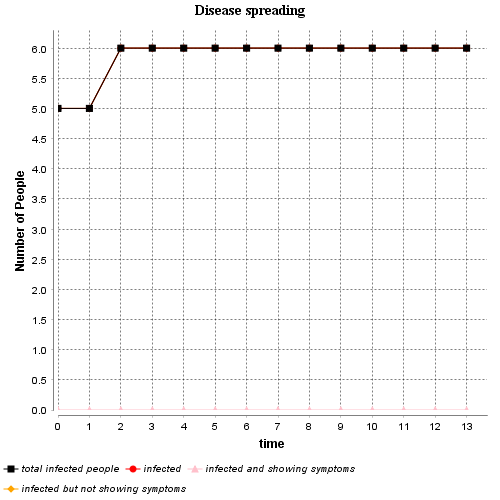 Disease spreading
Number of People
6.0
5.5
5.0
4.5
4.0
3.5
3.0
2.5
2.0
1.5
1.0
0.5
0.0
0 1 2 3 4 5 6 7 8 9 10 11 12 13
time
total infected people infected infected and showing symptoms
infected but not showing symptoms